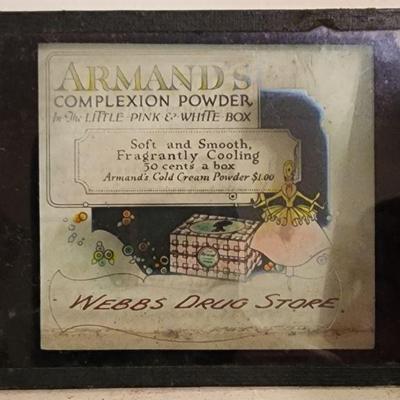 ARMAND'S
COMPLEXION POWDER
In The LITTLE PINK & WHITE BOX
Soft and Smooth,
Fragrantly Cooling
50 cents a box
Armand's Cold Cream Powder $1.00
WEBBS DRUG STORE